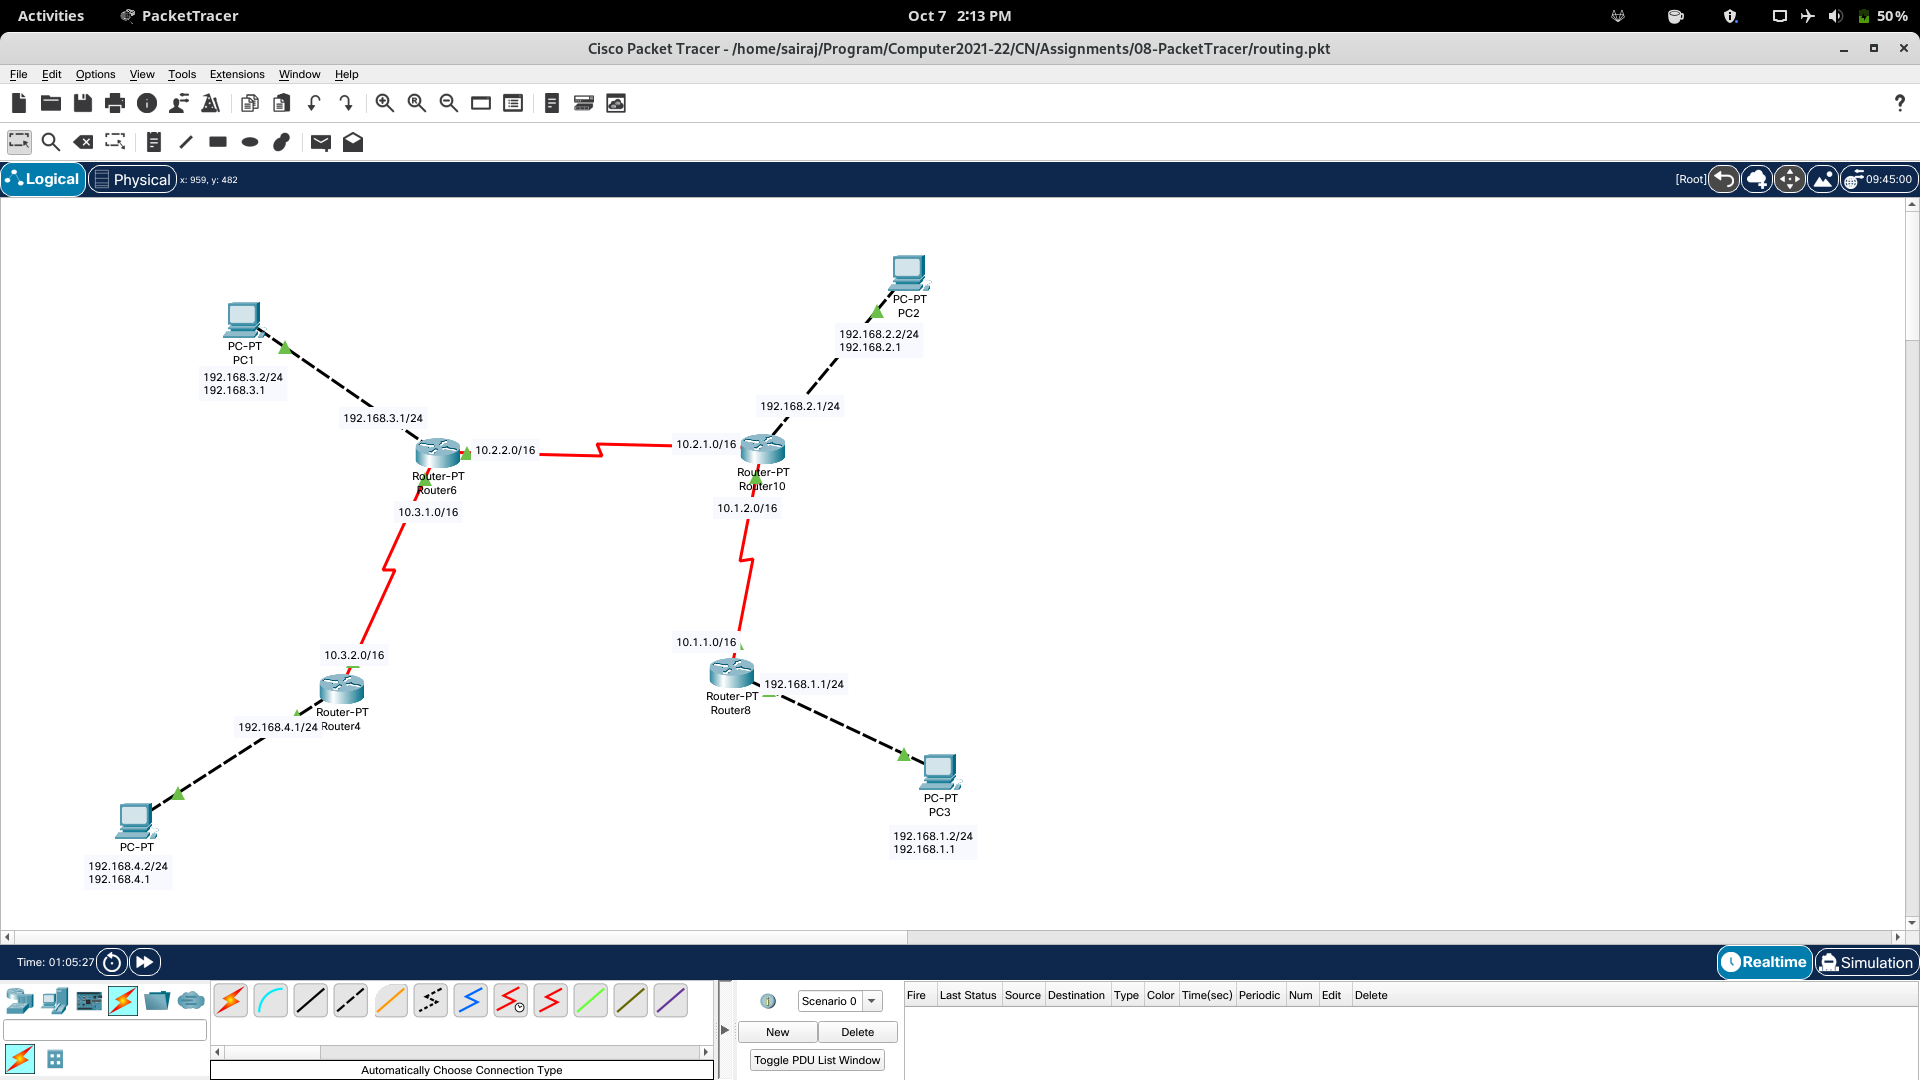 Activities PacketTracer Oct 7 2:13 PM 50%
Cisco Packet Tracer - /home/sairaj/Program/Computer2021-22/CN/Assignments/08-PacketTracer/routing.pkt
File Edit Options View Tools Extensions Window Help
?
Logical Physical x: 959, y: 482 [Root] 09:45:00
PC-PT
PC2
192.168.2.2/24
192.168.2.1
PC-PT
PC1
192.168.3.2/24
192.168.3.1
192.168.3.1/24
192.168.2.1/24
10.2.2.0/16
10.2.1.0/16
Router-PT
Router6
Router-PT
Router10
10.3.1.0/16
10.1.2.0/16
10.3.2.0/16
10.1.1.0/16
Router-PT
Router4
192.168.4.1/24
Router-PT
Router8
192.168.1.1/24
PC-PT
PC3
192.168.1.2/24
192.168.1.1
PC-PT
192.168.4.2/24
192.168.4.1
Time: 01:05:27 Realtime Simulation
Scenario 0
New Delete
Toggle PDU List Window
Fire Last Status Source Destination Type Color Time(sec) Periodic Num Edit Delete
Automatically Choose Connection Type